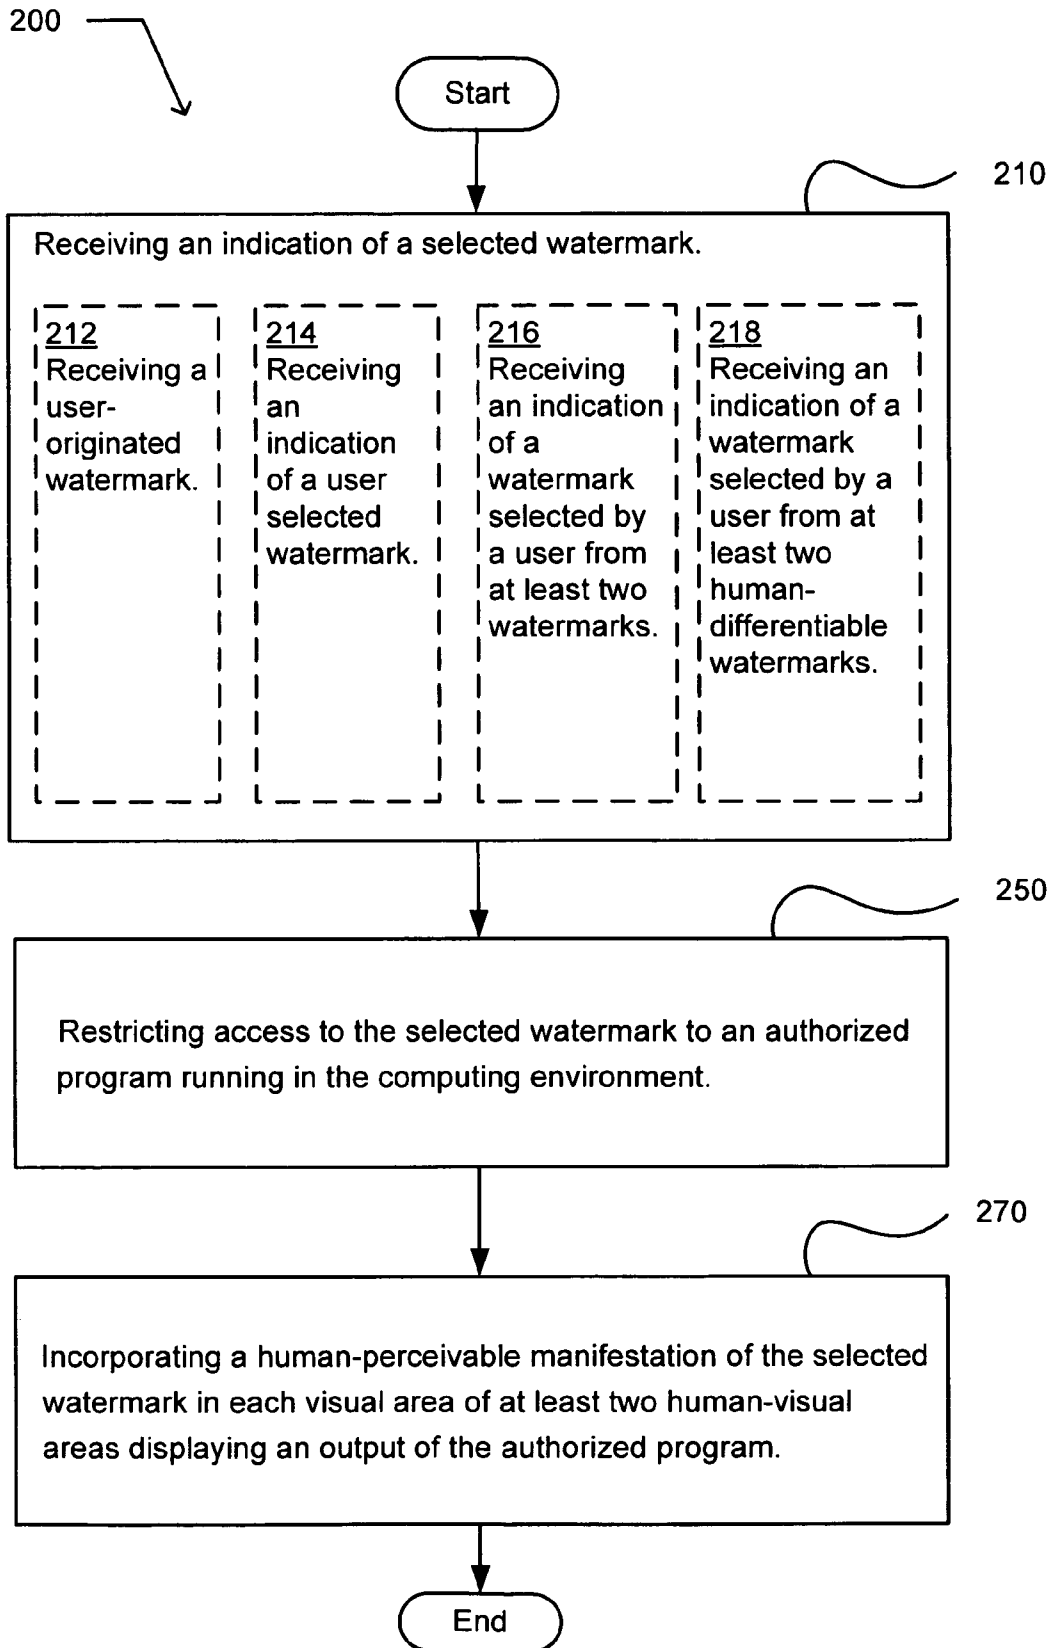 200
Start
210
Receiving an indication of a selected watermark.
212
Receiving a
user-
originated
watermark.
214
Receiving
an
indication
of a user
selected
watermark.
216
Receiving
an indication
of a
watermark
selected by
a user from
at least two
watermarks.
218
Receiving an
indication of a
watermark
selected by a
user from at
least two
human-
differentiable
watermarks.
250
Restricting access to the selected watermark to an authorized
program running in the computing environment.
270
Incorporating a human-perceivable manifestation of the selected
watermark in each visual area of at least two human-visual
areas displaying an output of the authorized program.
End